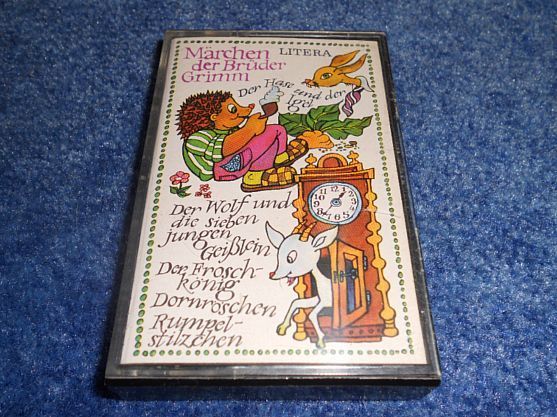 Märchen
der Brüder
Grimm
LITERA
Der Hase und der
Igel
Der Wolf und
die sieben
jungen
Geißlein
Der Frosch-
könig
Dornröschen
Rumpel-
stilzchen